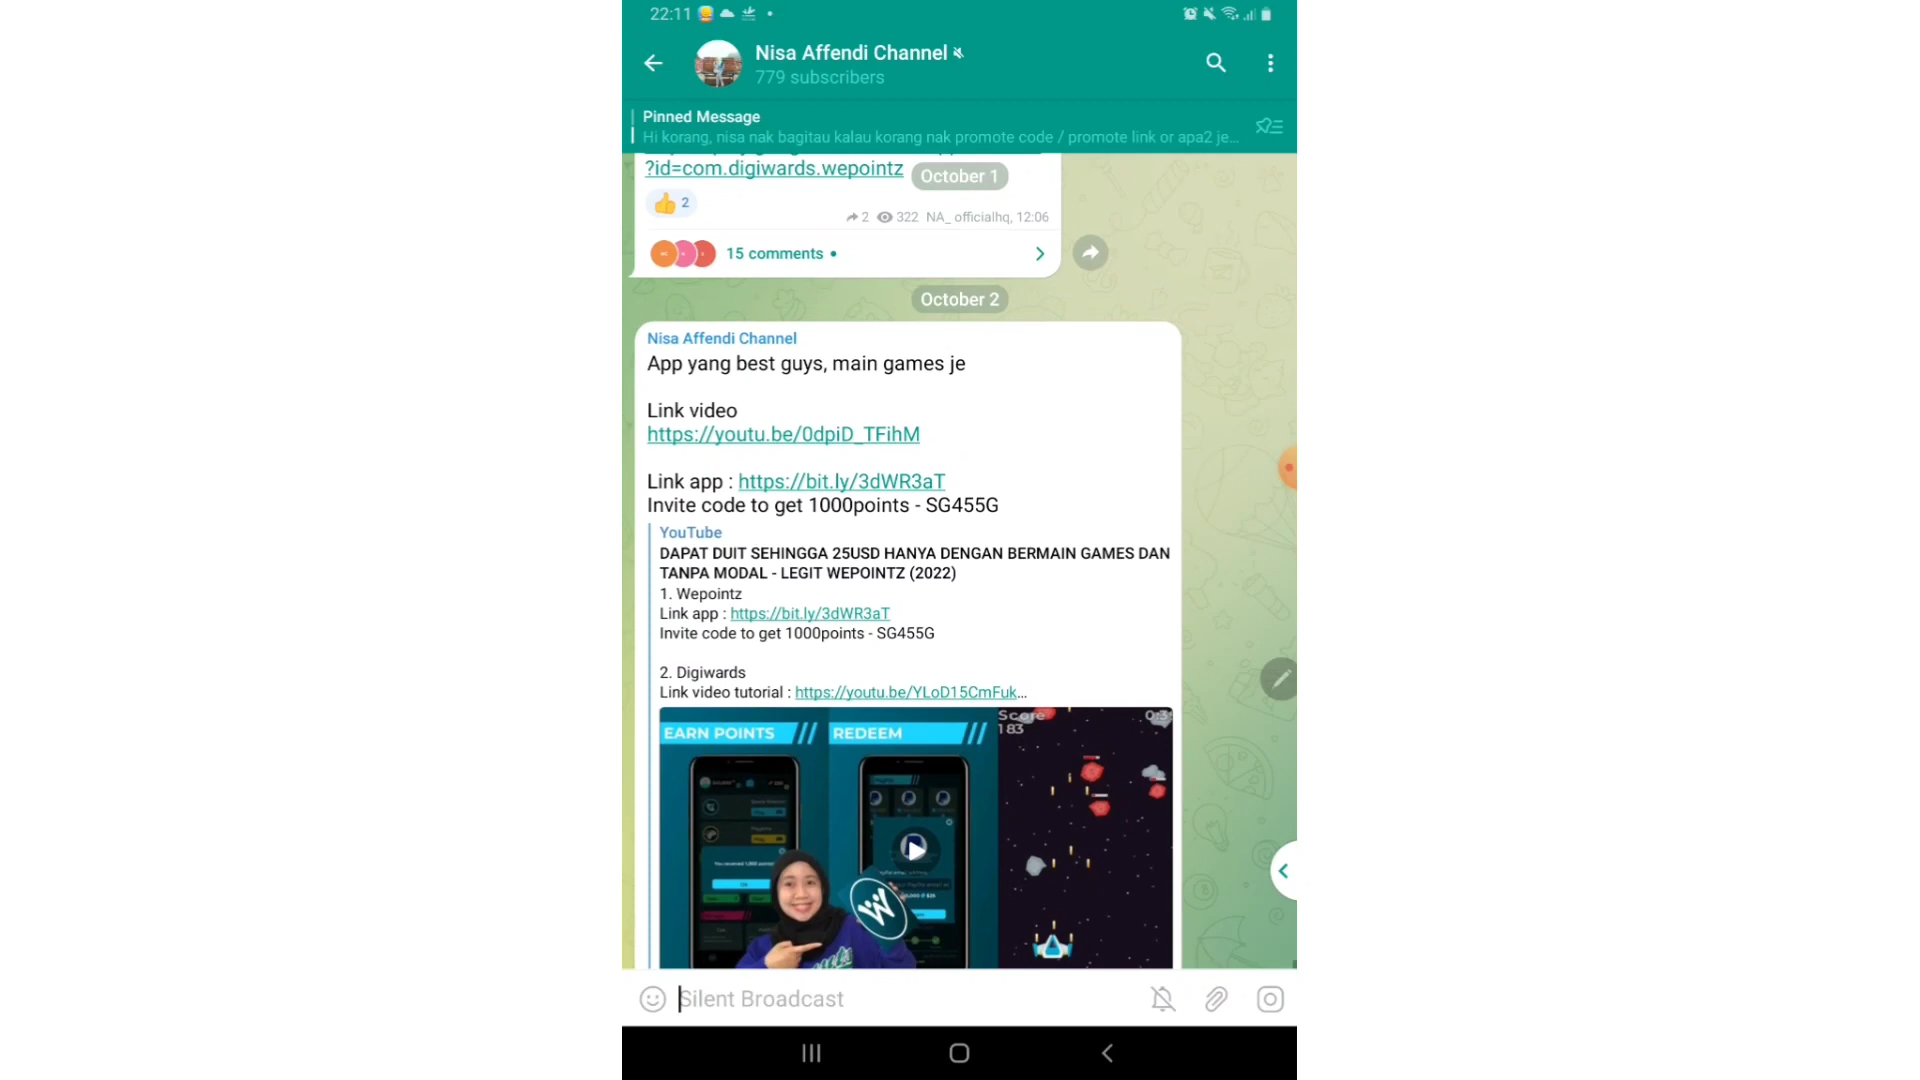 22:11
Nisa Affendi Channel
779 subscribers
Pinned Message
Hi korang, nisa nak bagitau kalau korang nak promote code / promote link or apa2 je...
?id=com.digiwards.wepointz
October 1
2
2 322 NA_ officialhq, 12:06
15 comments
October 2
Nisa Affendi Channel
App yang best guys, main games je
Link video
https://youtu.be/0dpiD_TFihM
Link app : https://bit.ly/3dWR3aT
Invite code to get 1000points - SG455G
YouTube
DAPAT DUIT SEHINGGA 25USD HANYA DENGAN BERMAIN GAMES DAN
TANPA MODAL - LEGIT WEPOINTZ (2022)
1. Wepointz
Link app : https://bit.ly/3dWR3aT
Invite code to get 1000points - SG455G
2. Digiwards
Link video tutorial : https://youtu.be/YLoD15CmFuk...
EARN POINTS
REDEEM
Score
183
Silent Broadcast